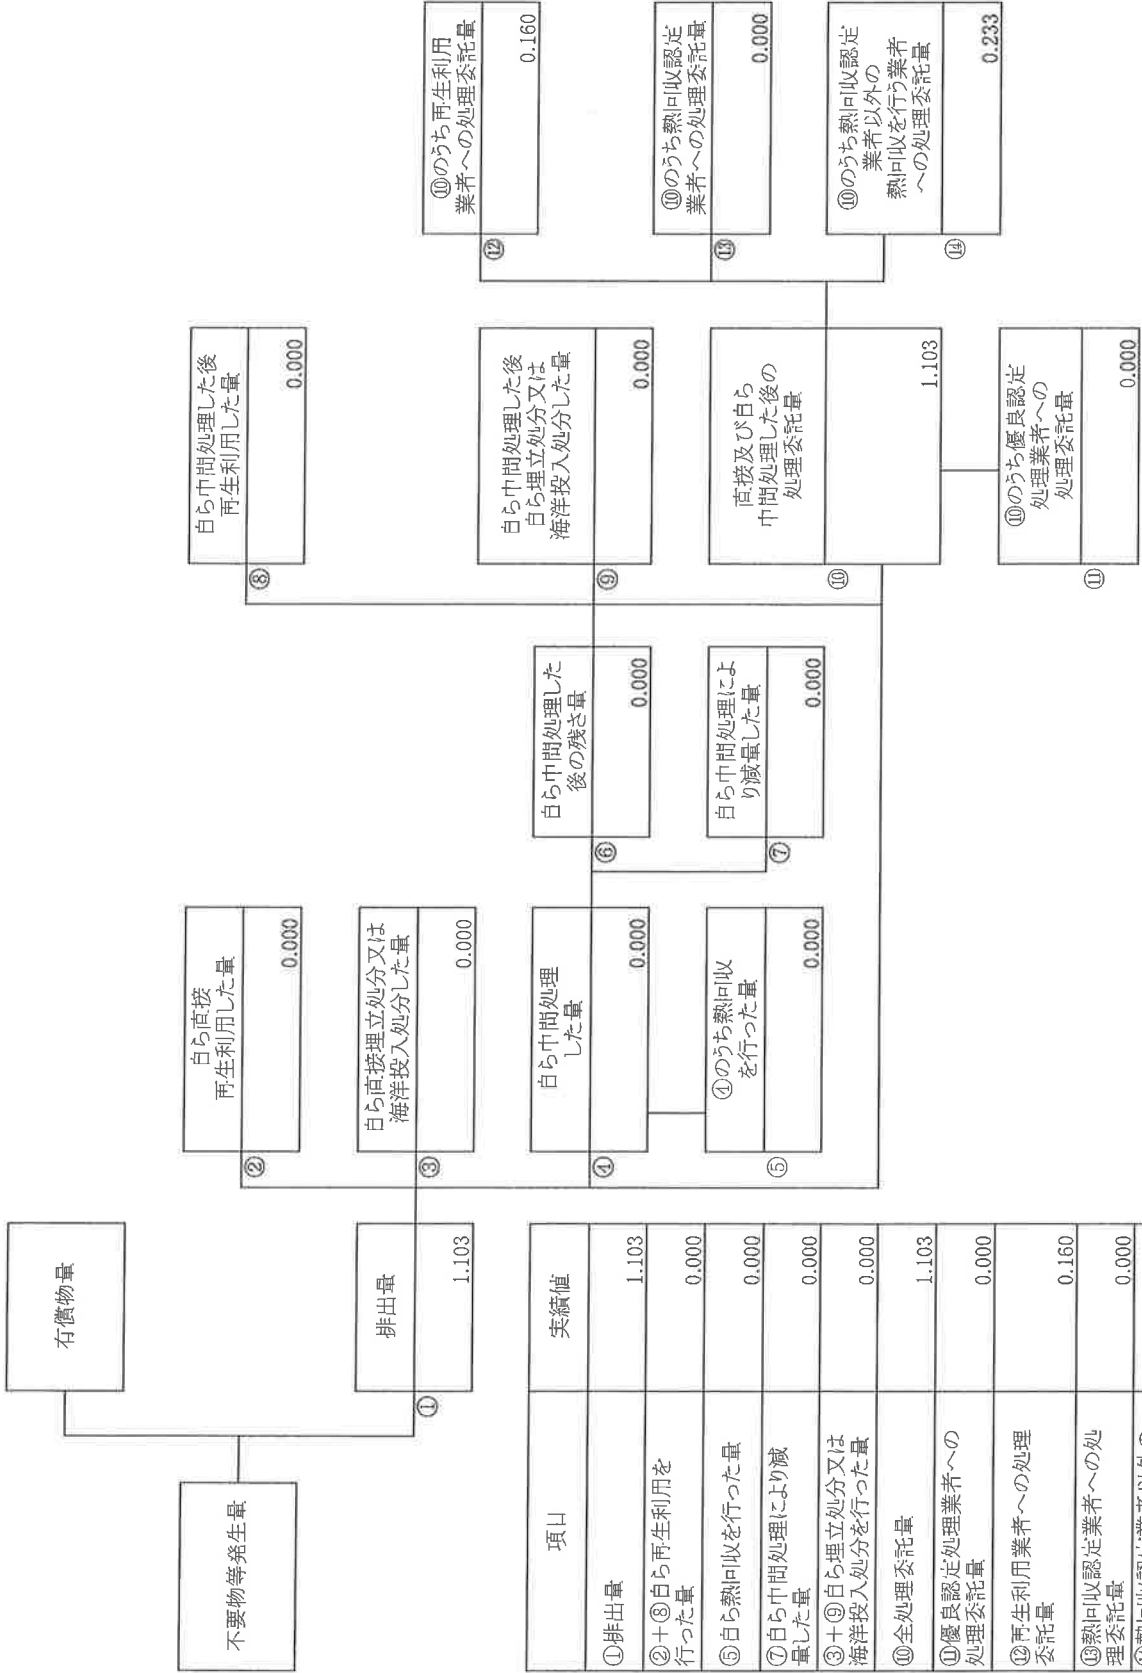 不要物等発生量
有償物量
①
排出量
1.103
②
自ら直接
再生利用した量
0.000
③
自ら直接埋立処分又は
海洋投入処分した量
0.000
④
自ら中間処理
した量
0.000
⑤
④のうち熱回収
を行った量
0.000
⑥
自ら中間処理した
後の残さ量
0.000
⑦
自ら中間処理によ
り減量した量
0.000
⑧
自ら中間処理した後
再生利用した量
0.000
⑨
自ら中間処理した後
自ら埋立処分又は
海洋投入処分した量
0.000
⑩
直接及び自ら
中間処理した後の
処理委託量
1.103
⑪
⑩のうち優良認定
処理業者への
処理委託量
0.000
⑫
⑩のうち再生利用
業者への処理委託量
0.160
⑬
⑩のうち熱回収認定
業者への処理委託量
0.000
⑭
⑩のうち熱回収認定
業者以外の
熱回収を行う業者
への処理委託量
0.233
項目
実績値
①排出量
1.103
②+⑧自ら再生利用を
行った量
0.000
⑤自ら熱回収を行った量
0.000
⑦自ら中間処理により減
量した量
0.000
③+⑨自ら埋立処分又は
海洋投入処分を行った量
0.000
⑩全処理委託量
1.103
⑪優良認定処理業者への
処理委託量
0.000
⑫再生利用業者への処理
委託量
0.160
⑬熱回収認定業者への処
理委託量
0.000